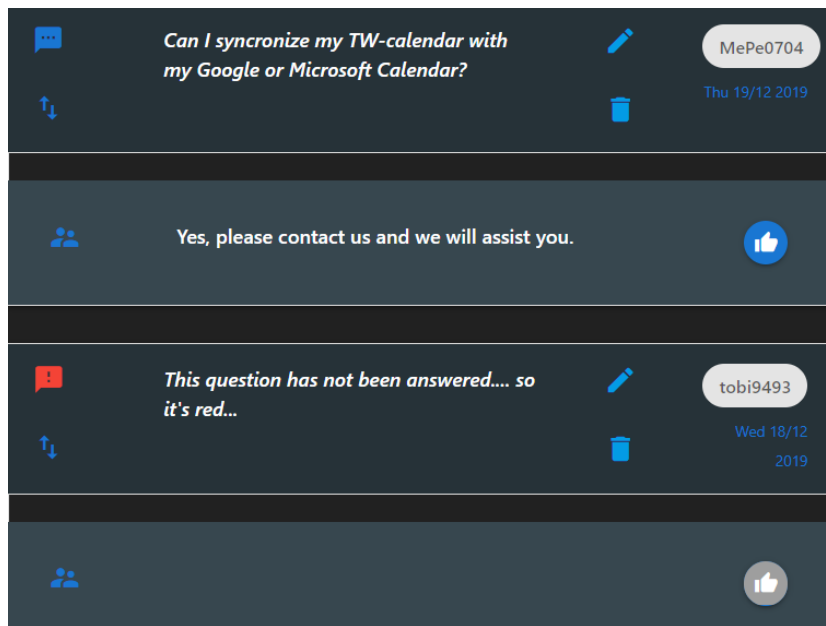 Can I syncronize my TW-calendar with
my Google or Microsoft Calendar?
MePe0704
Thu 19/12 2019
Yes, please contact us and we will assist you.
This question has not been answered.... so
it's red...
tobi9493
Wed 18/12
2019